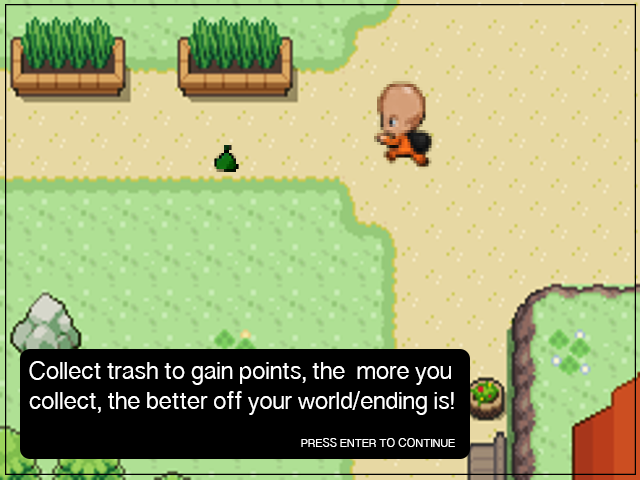 Collect trash to gain points, the  more you
collect, the better off your world/ending is!
PRESS ENTER TO CONTINUE